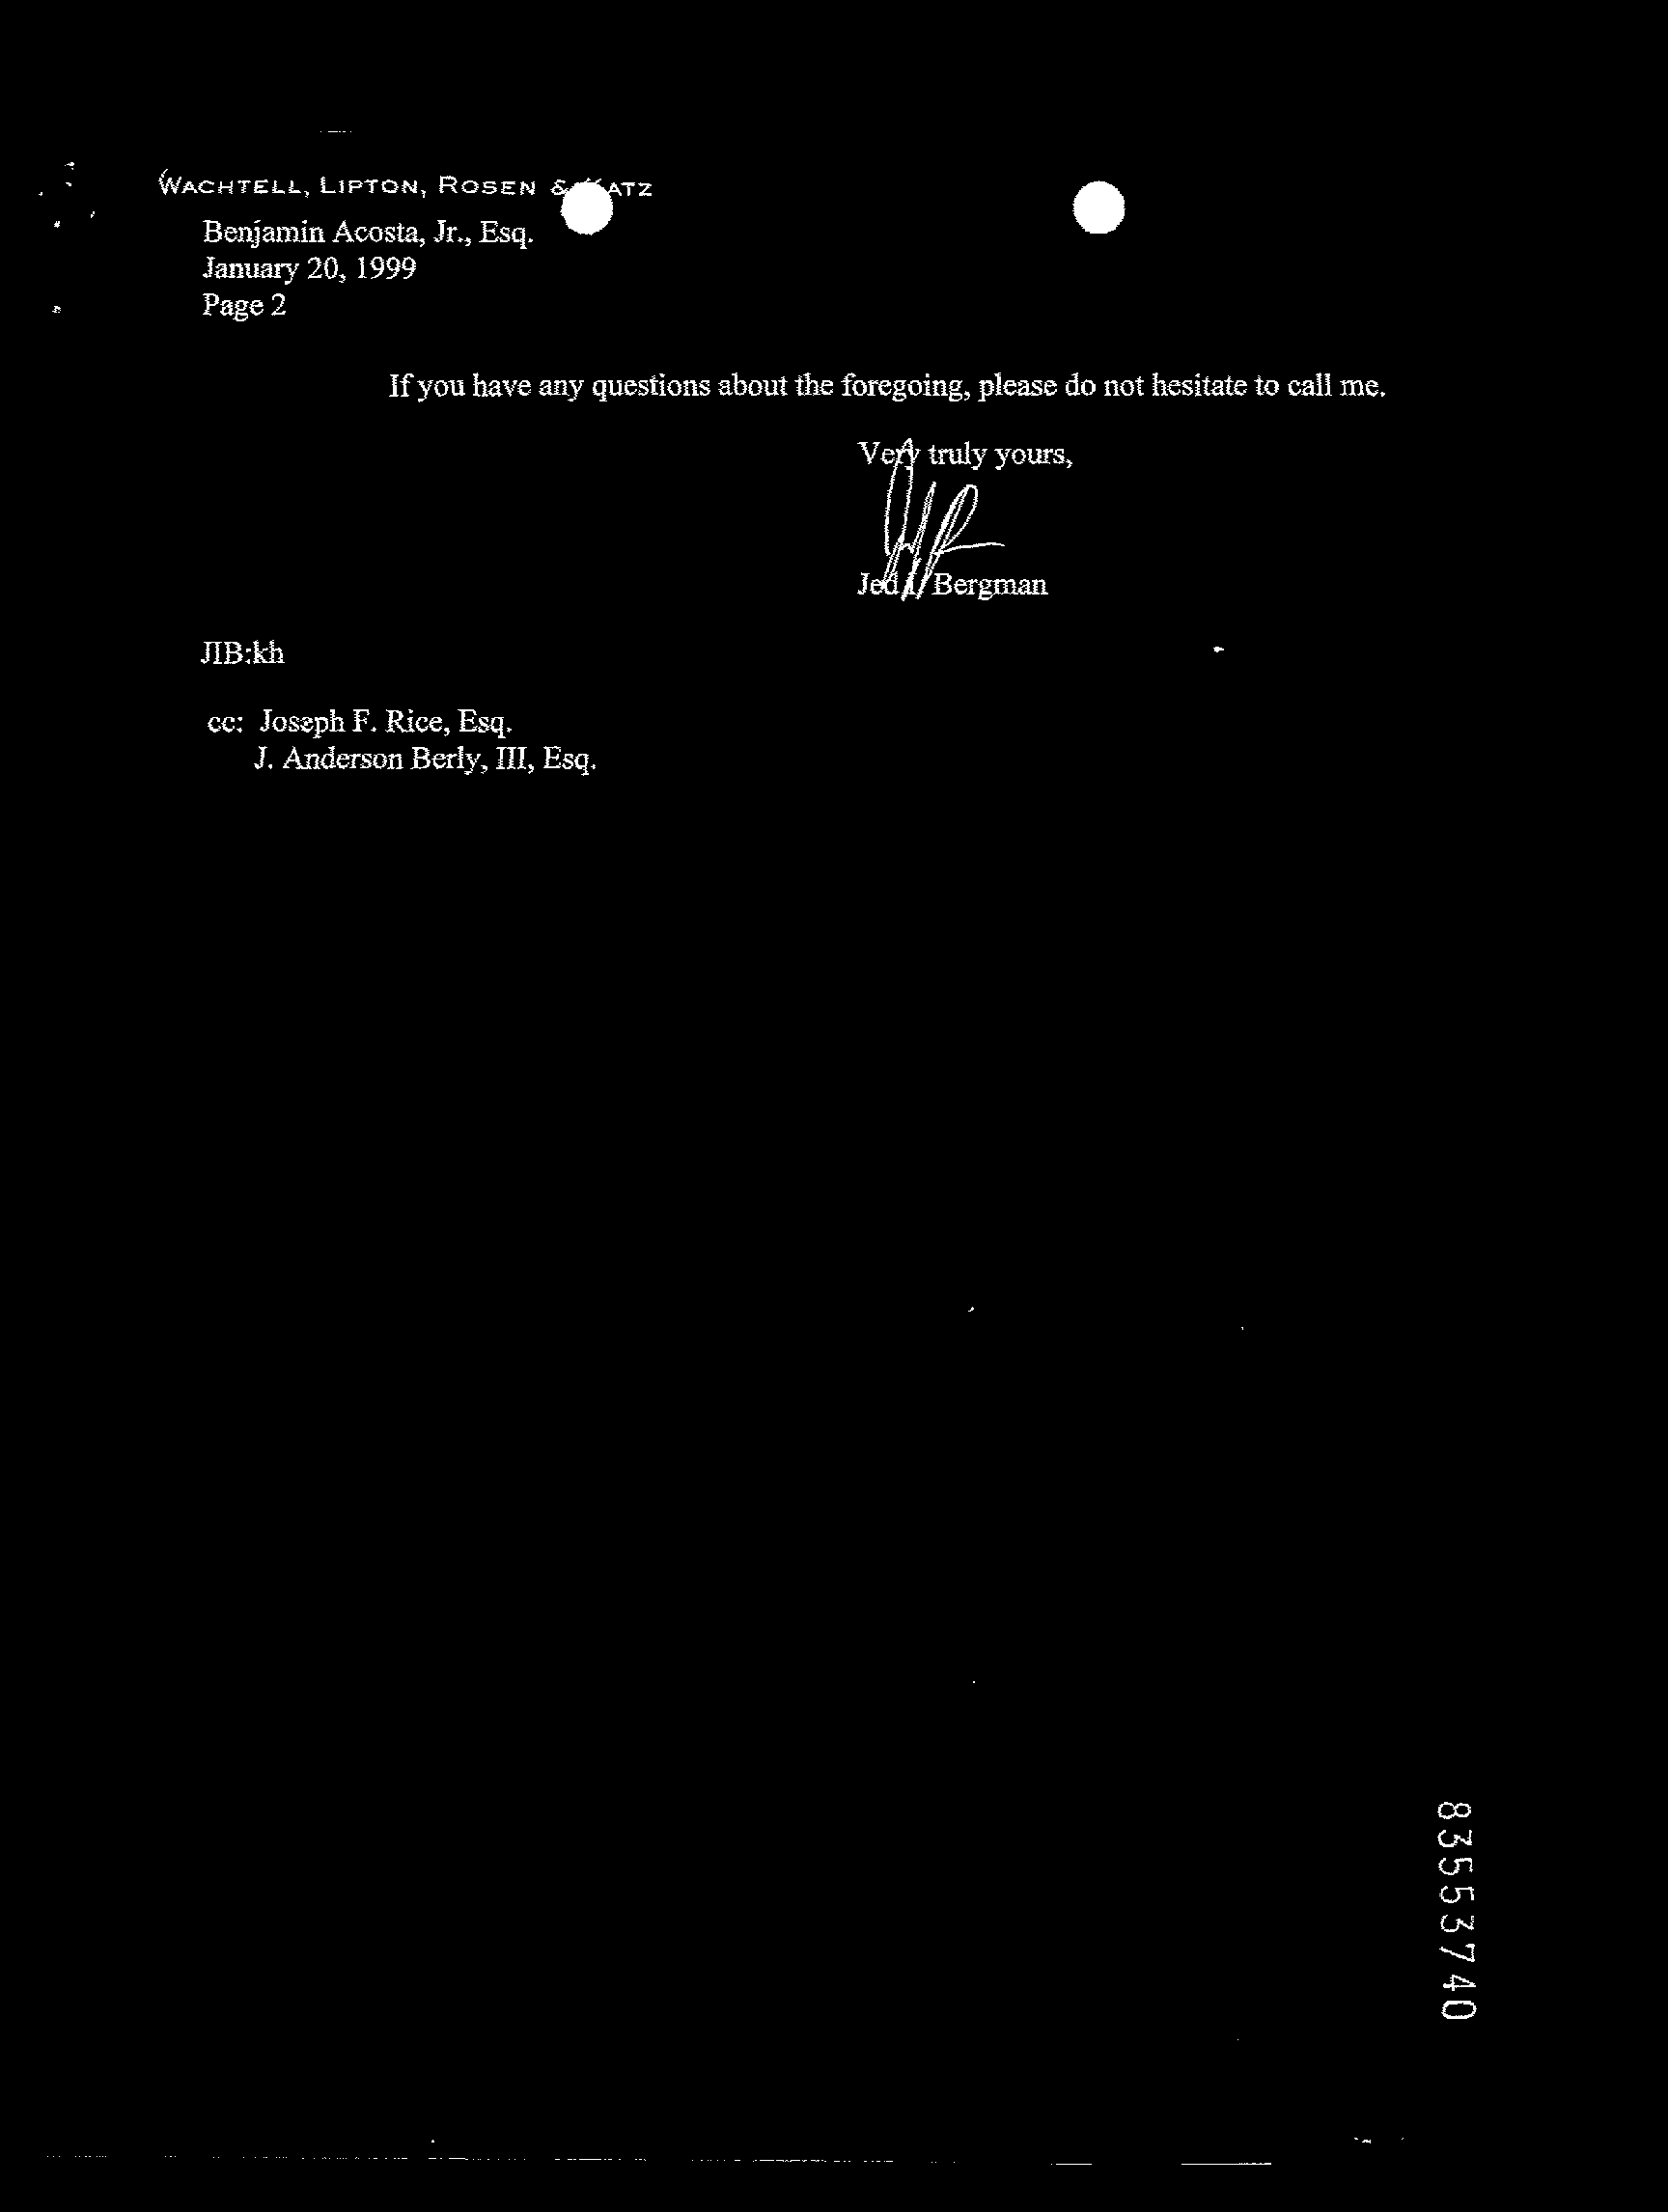 WACHTELL, LIPTON, ROSEN & KATZ
Benjamin Acosta, Jr., Esq.
January 20, 1999
Page 2
If you have any questions about the foregoing, please do not hesitate to call me.
Very truly yours,
Jed I. Bergman
JIB:kh
cc: Joseph F. Rice, Esq.
J. Anderson Berly, III, Esq.
83553740